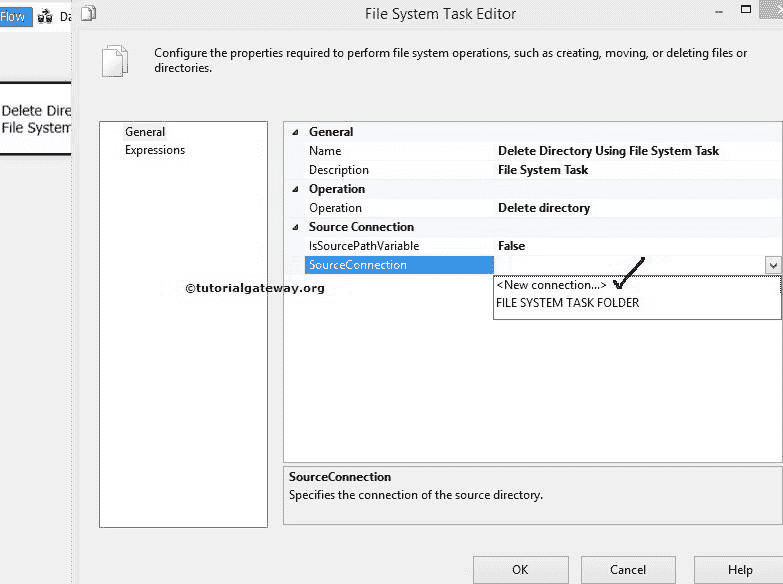 Flow
Da
File System Task Editor
Configure the properties required to perform file system operations, such as creating, moving, or deleting files or
directories.
Delete Dire
File System
General
Expressions
General
Name Delete Directory Using File System Task
Description File System Task
Operation
Operation Delete directory
Source Connection
IsSourcePathVariable False
SourceConnection
<New connection...>
FILE SYSTEM TASK FOLDER
©tutorialgateway.org
SourceConnection
Specifies the connection of the source directory.
OK Cancel Help